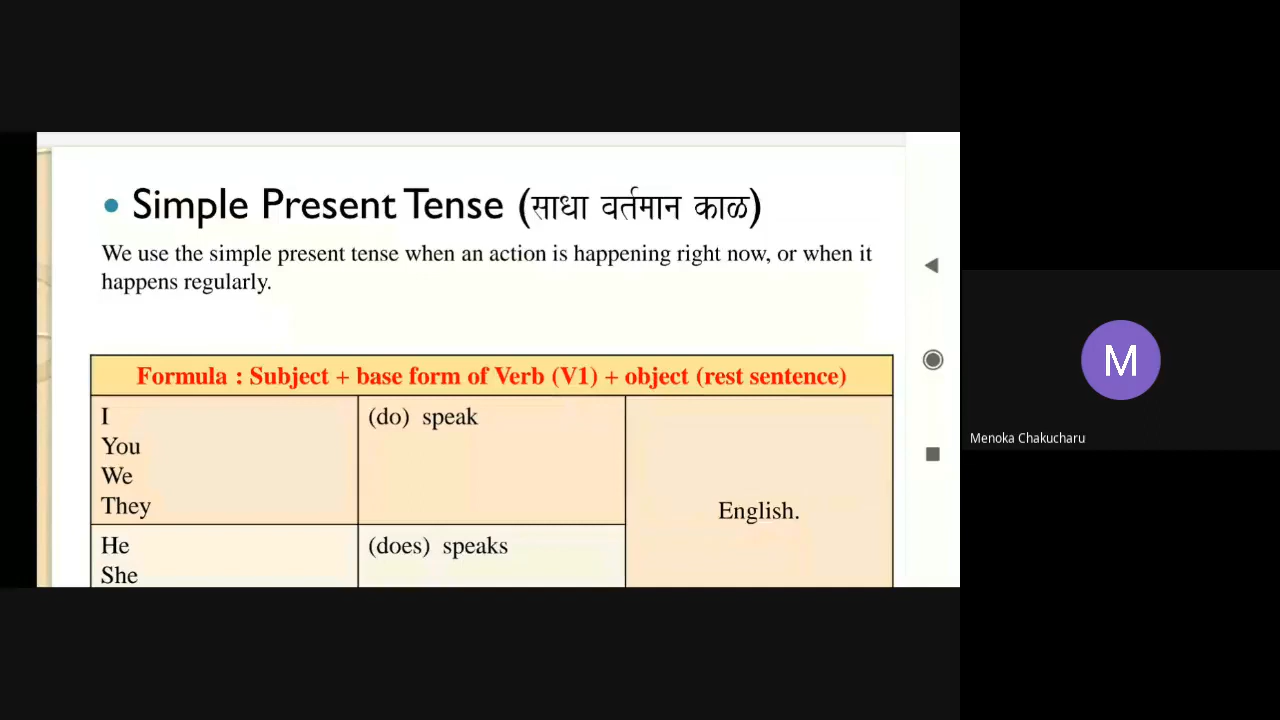 • Simple Present Tense (साधा वर्तमान काळ)
We use the simple present tense when an action is happening right now, or when it
happens regularly.
Formula : Subject + base form of Verb (V1) + object (rest sentence)
I
You
We
They
(do) speak
English.
He
She
(does) speaks
M
Menoka Chakucharu